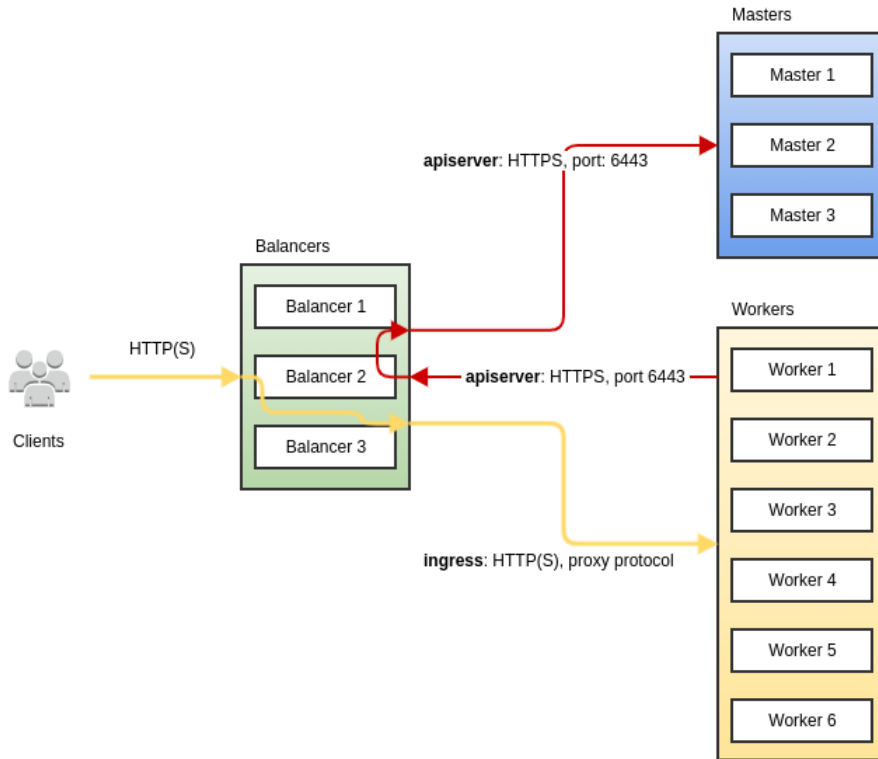 Masters
Master 1
Master 2
Master 3
apiserver: HTTPS, port: 6443
Balancers
Balancer 1
Balancer 2
Balancer 3
HTTP(S)
Clients
apiserver: HTTPS, port 6443
ingress: HTTP(S), proxy protocol
Workers
Worker 1
Worker 2
Worker 3
Worker 4
Worker 5
Worker 6